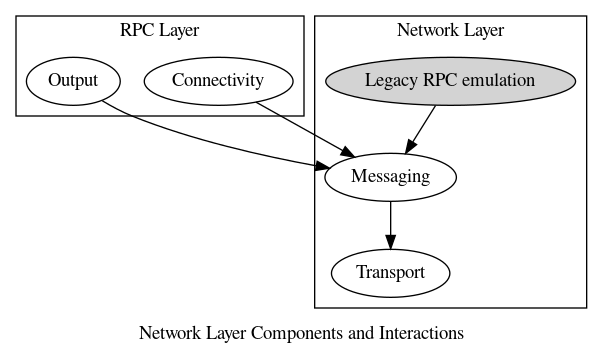 RPC Layer
Network Layer
Output
Connectivity
Legacy RPC emulation
Messaging
Transport
Network Layer Components and Interactions